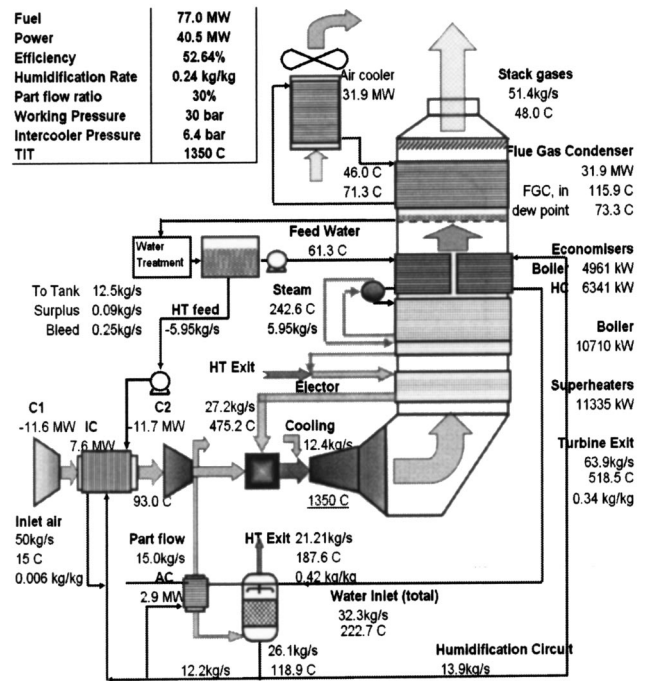 Fuel 77.0 MW
Power 40.5 MW
Efficiency 52.64%
Humidification Rate 0.24 kg/kg
Part flow ratio 30%
Working Pressure 30 bar
Intercooler Pressure 6.4 bar
TIT 1350 C
Air cooler
31.9 MW
Stack gases
51.4kg/s
48.0 C
46.0 C
71.3 C
Flue Gas Condenser
31.9 MW
FGC, in 115.9 C
dew point 73.3 C
Feed Water
61.3 C
Water
Treatment
Economisers
Boiler 4961 kW
HC 6341 kW
To Tank 12.5kg/s
Surplus 0.09kg/s
Bleed 0.25kg/s
HT feed
-5.95kg/s
Steam
242.6 C
5.95kg/s
Boiler
10710 kW
HT Exit
Ejector
Superheaters
11335 kW
C1
-11.6 MW
IC
7.6 MW
C2
-11.7 MW
27.2kg/s
475.2 C
Cooling
12.4kg/s
Turbine Exit
63.9kg/s
518.5 C
0.34 kg/kg
93.0 C
1350 C
Inlet air
50kg/s
15 C
0.006 kg/kg
Part flow
15.0kg/s
AC
2.9 MW
HT Exit 21.21kg/s
187.6 C
0.42 kg/kg
Water Inlet (total)
32.3kg/s
222.7 C
26.1kg/s
118.9 C
12.2kg/s
Humidification Circuit
13.9kg/s